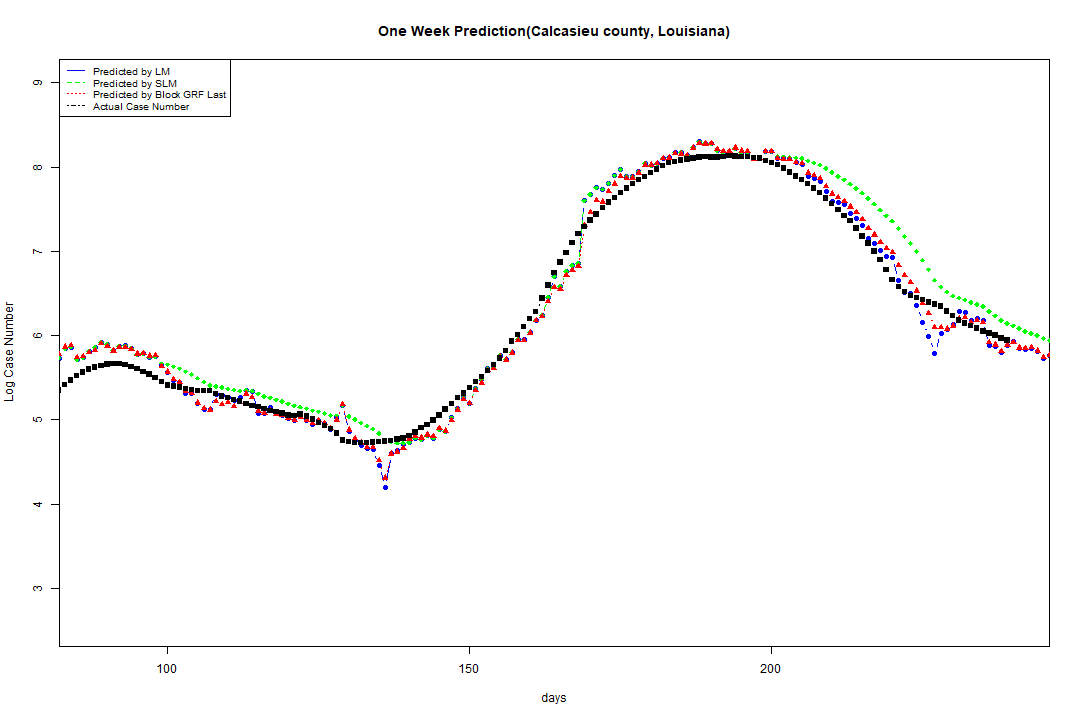 One Week Prediction(Calcasieu county, Louisiana)
Predicted by LM
Predicted by SLM
Predicted by Block GRF Last
Actual Case Number
9
8
7
6
5
4
3
Log Case Number
100 150 200
days